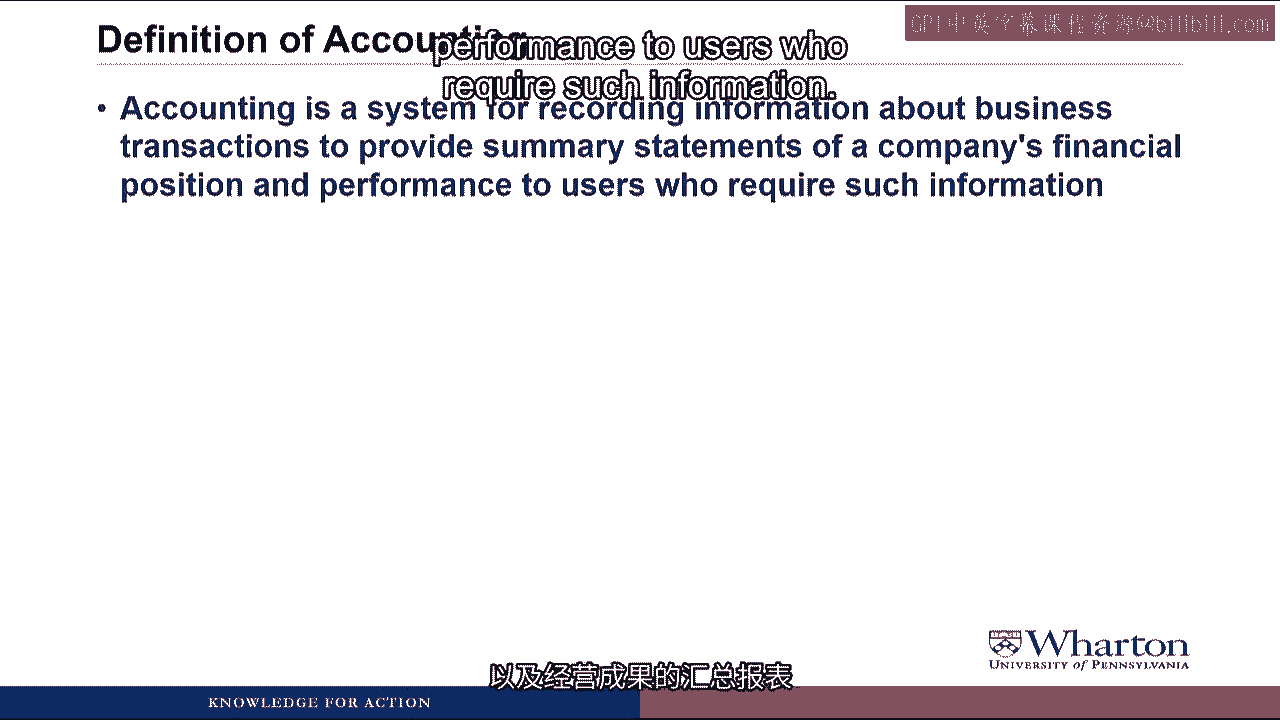 GPT中英字幕课程资源@bilibili.com
Definition of Accounting
performance to users who
require such information.
• Accounting is a system for recording information about business
transactions to provide summary statements of a company's financial
position and performance to users who require such information
Wharton
UNIVERSITY of PENNSYLVANIA
以及经营成果的汇总报表
KNOWLEDGE FOR ACTION